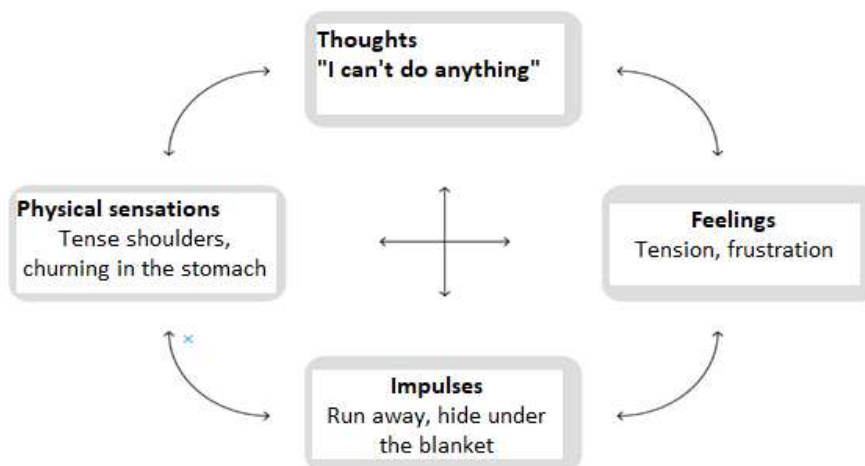 Thoughts
"I can't do anything"
Physical sensations
Tense shoulders,
churning in the stomach
Feelings
Tension, frustration
Impulses
Run away, hide under
the blanket